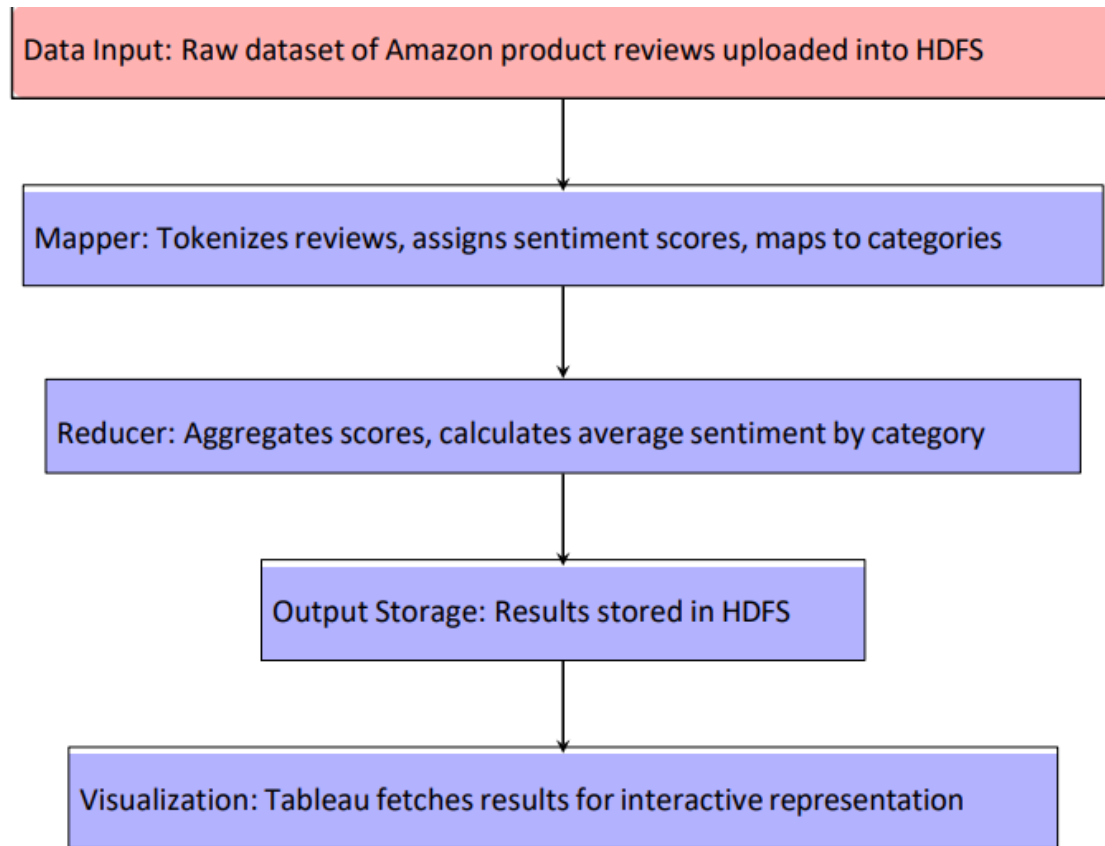 Data Input: Raw dataset of Amazon product reviews uploaded into HDFS
Mapper: Tokenizes reviews, assigns sentiment scores, maps to categories
Reducer: Aggregates scores, calculates average sentiment by category
Output Storage: Results stored in HDFS
Visualization: Tableau fetches results for interactive representation